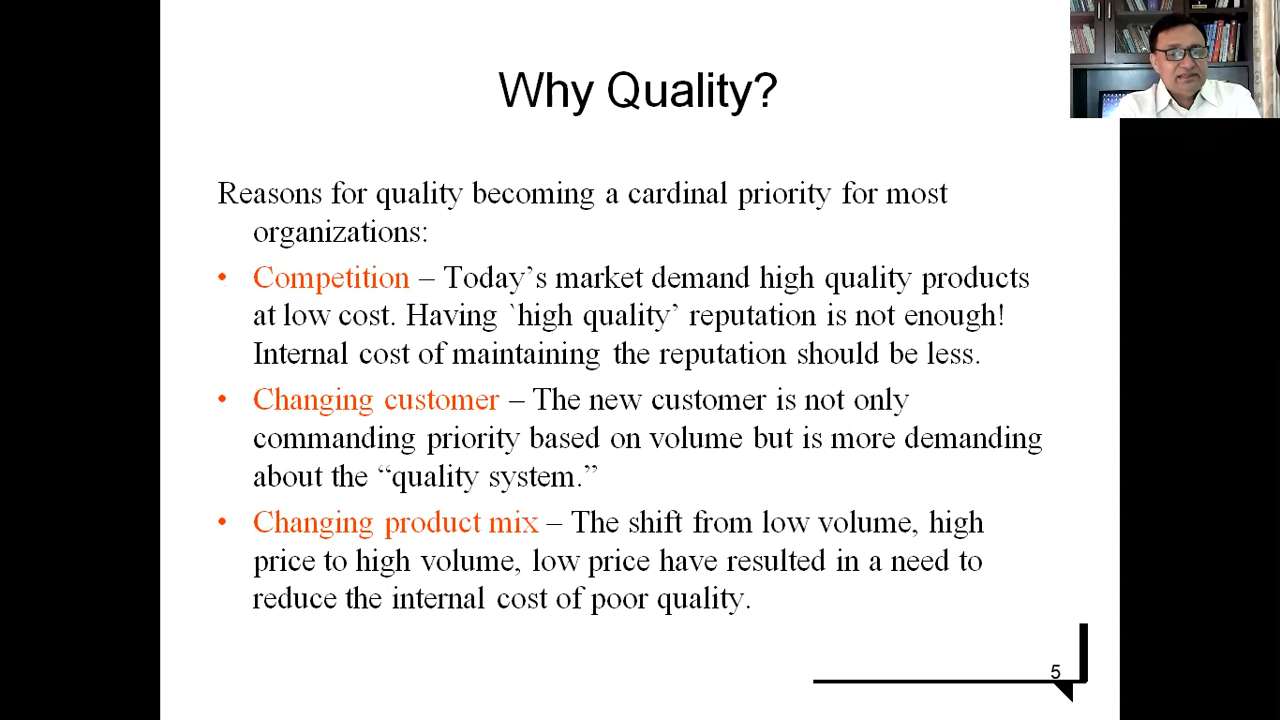 Why Quality?
Reasons for quality becoming a cardinal priority for most
organizations:
• Competition – Today’s market demand high quality products
at low cost. Having `high quality’ reputation is not enough!
Internal cost of maintaining the reputation should be less.
• Changing customer – The new customer is not only
commanding priority based on volume but is more demanding
about the “quality system.”
• Changing product mix – The shift from low volume, high
price to high volume, low price have resulted in a need to
reduce the internal cost of poor quality.
5